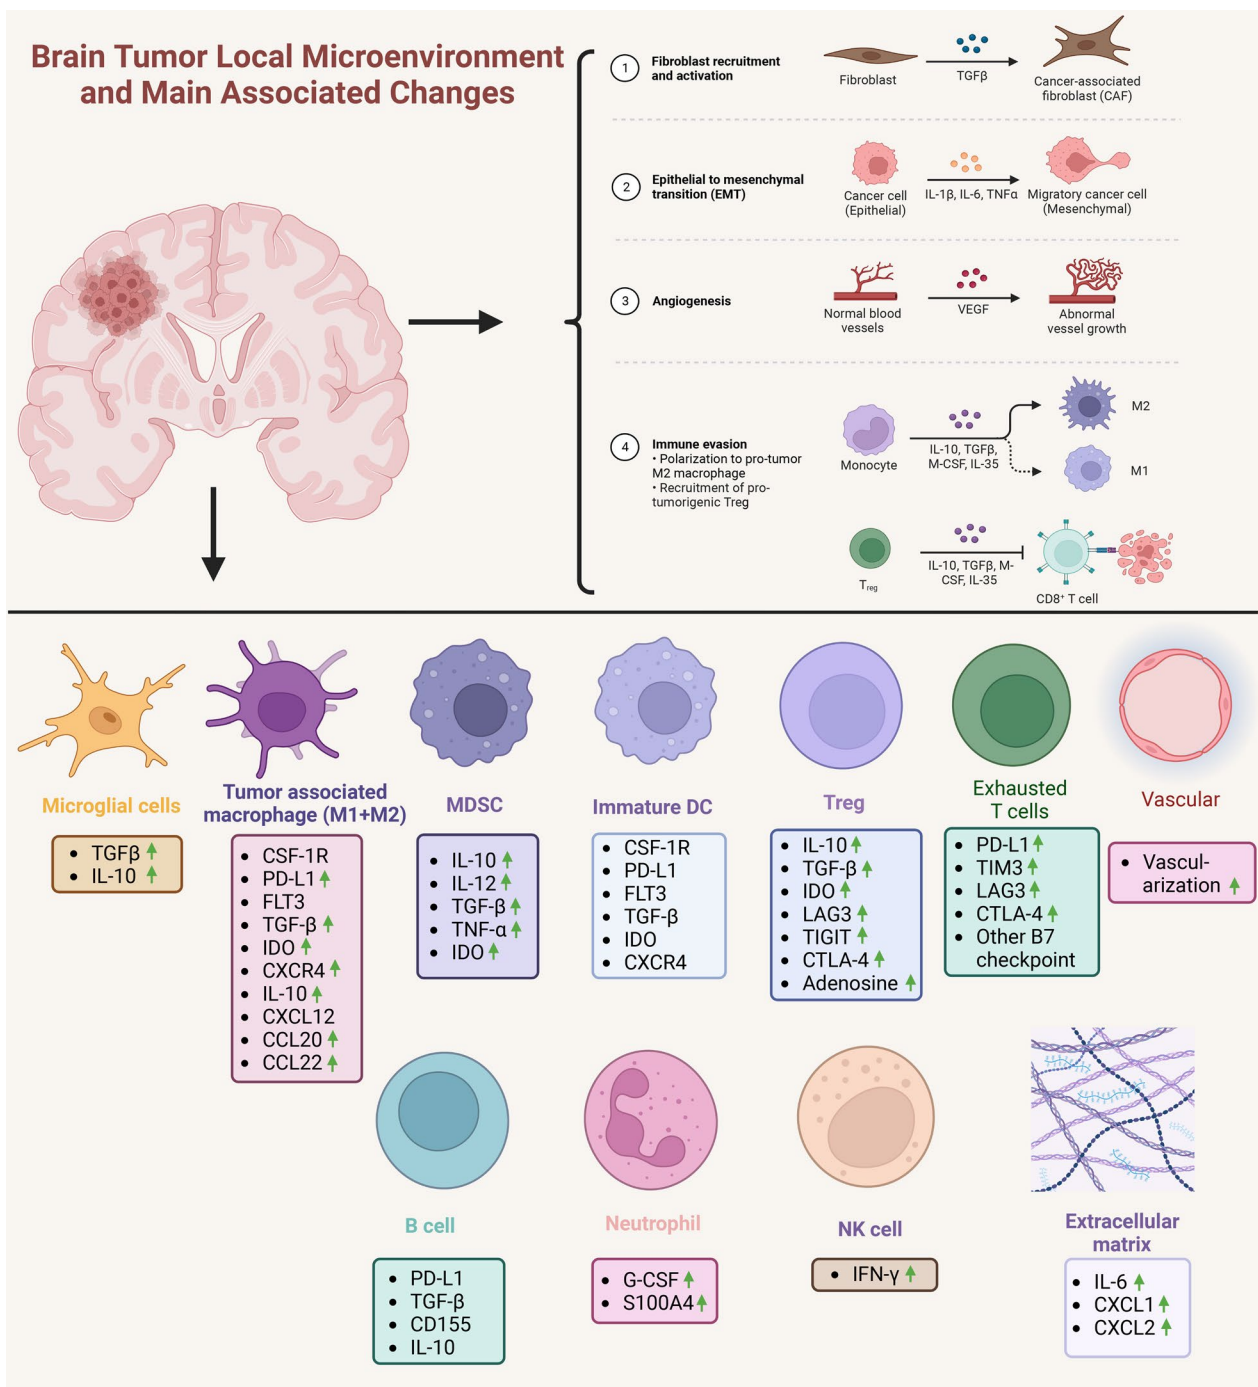 Brain Tumor Local Microenvironment
and Main Associated Changes
1
Fibroblast recruitment
and activation
Fibroblast
TGFβ
Cancer-associated
fibroblast (CAF)
2
Epithelial to mesenchymal
transition (EMT)
Cancer cell
(Epithelial)
IL-1β, IL-6, TNFα
Migratory cancer cell
(Mesenchymal)
3
Angiogenesis
Normal blood
vessels
VEGF
Abnormal
vessel growth
4
Immune evasion
• Polarization to pro-tumor
M2 macrophage
• Recruitment of pro-
tumorigenic Treg
Monocyte
IL-10, TGFβ,
M-CSF, IL-35
M2
M1
Treg
IL-10, TGFβ, M-
CSF, IL-35
CD8⁺ T cell
Microglial cells
• TGFβ ↑
• IL-10 ↑
Tumor associated
macrophage (M1+M2)
• CSF-1R
• PD-L1 ↑
• FLT3
• TGF-β ↑
• IDO ↑
• CXCR4 ↑
• IL-10 ↑
• CXCL12
• CCL20 ↑
• CCL22 ↑
MDSC
• IL-10 ↑
• IL-12 ↑
• TGF-β ↑
• TNF-α ↑
• IDO ↑
Immature DC
• CSF-1R
• PD-L1
• FLT3
• TGF-β
• IDO
• CXCR4
Treg
• IL-10 ↑
• TGF-β ↑
• IDO ↑
• LAG3 ↑
• TIGIT ↑
• CTLA-4 ↑
• Adenosine ↑
Exhausted
T cells
• PD-L1 ↑
• TIM3 ↑
• LAG3 ↑
• CTLA-4 ↑
• Other B7
checkpoint
Vascular
• Vascul-
arization ↑
B cell
• PD-L1
• TGF-β
• CD155
• IL-10
Neutrophil
• G-CSF ↑
• S100A4 ↑
NK cell
• IFN-γ ↑
Extracellular
matrix
• IL-6 ↑
• CXCL1 ↑
• CXCL2 ↑